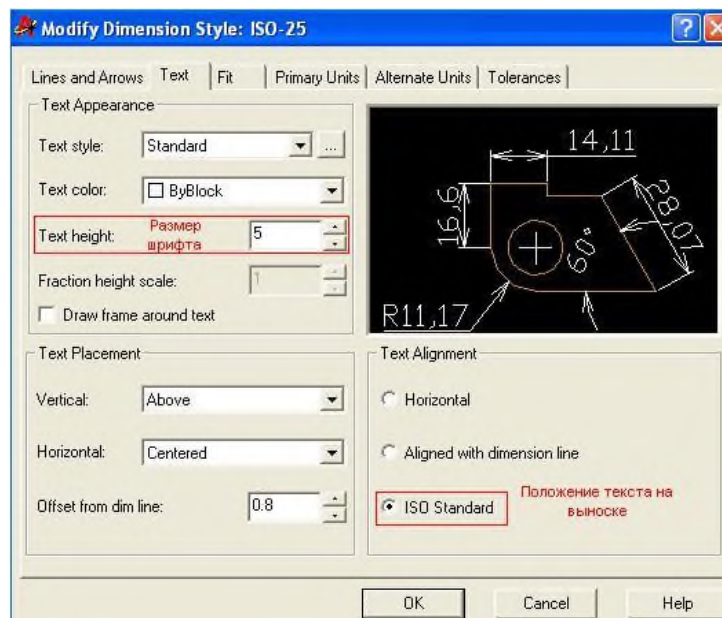 Modify Dimension Style: ISO-25
Lines and Arrows Text Fit Primary Units Alternate Units Tolerances
Text Appearance
Text style: Standard ...
Text color: ByBlock
Text height: Размер шрифта 5
Fraction height scale: 1
Draw frame around text
14,11
16,6
28,07
60°
R11,17
Text Placement
Vertical: Above
Horizontal: Centered
Offset from dim line: 0.8
Text Alignment
Horizontal
Aligned with dimension line
ISO Standard
Положение текста на
выноске
OK Cancel Help